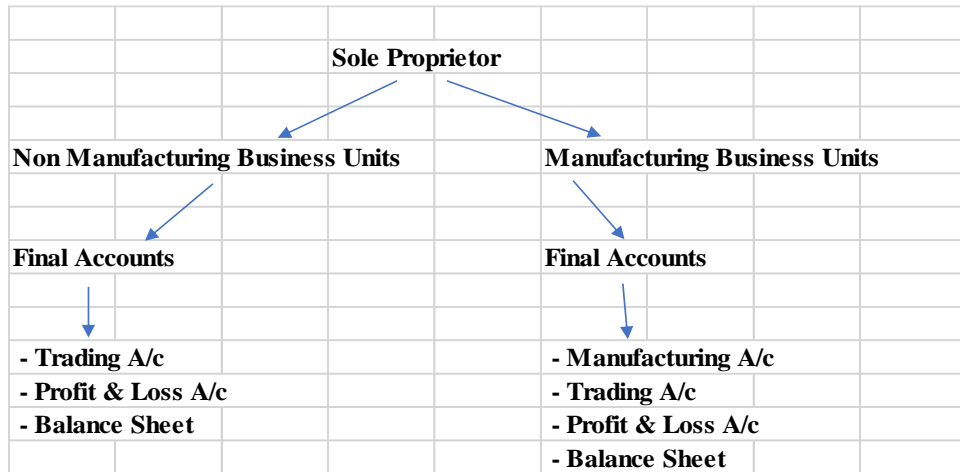 Sole Proprietor
Non Manufacturing Business Units
Manufacturing Business Units
Final Accounts
Final Accounts
- Trading A/c
- Profit & Loss A/c
- Balance Sheet
- Manufacturing A/c
- Trading A/c
- Profit & Loss A/c
- Balance Sheet